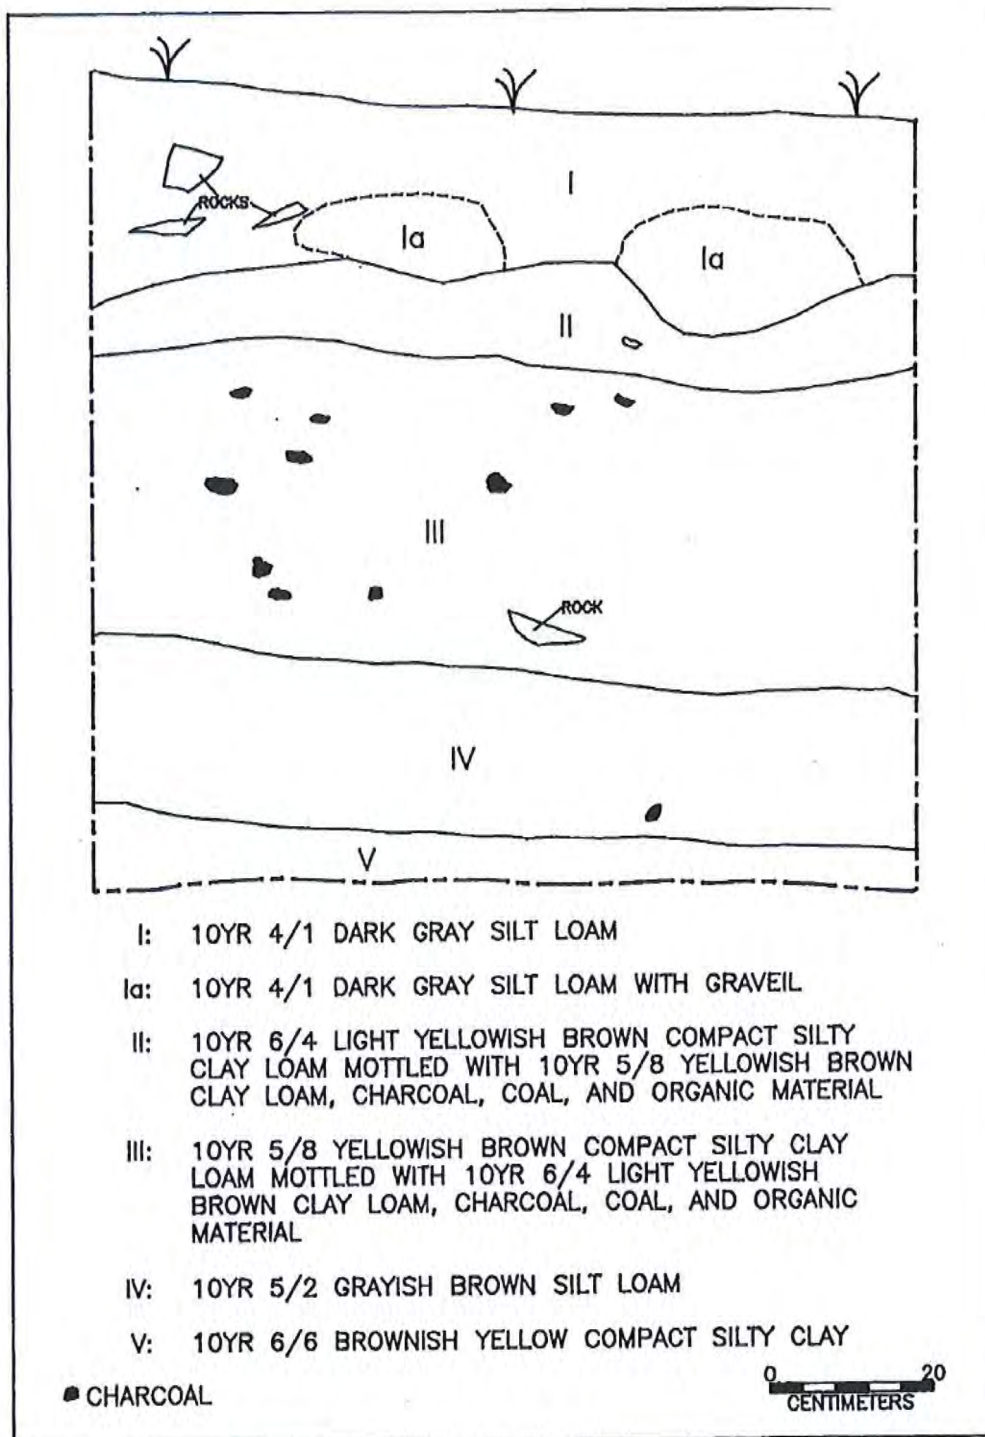 I
ROCKS
Ia
Ia
II
III
ROCK
IV
V
I: 10YR 4/1 DARK GRAY SILT LOAM
Ia: 10YR 4/1 DARK GRAY SILT LOAM WITH GRAVEIL
II: 10YR 6/4 LIGHT YELLOWISH BROWN COMPACT SILTY
CLAY LOAM MOTTLED WITH 10YR 5/8 YELLOWISH BROWN
CLAY LOAM, CHARCOAL, COAL, AND ORGANIC MATERIAL
III: 10YR 5/8 YELLOWISH BROWN COMPACT SILTY CLAY
LOAM MOTTLED WITH 10YR 6/4 LIGHT YELLOWISH
BROWN CLAY LOAM, CHARCOAL, COAL, AND ORGANIC
MATERIAL
IV: 10YR 5/2 GRAYISH BROWN SILT LOAM
V: 10YR 6/6 BROWNISH YELLOW COMPACT SILTY CLAY
CHARCOAL
0 20
CENTIMETERS